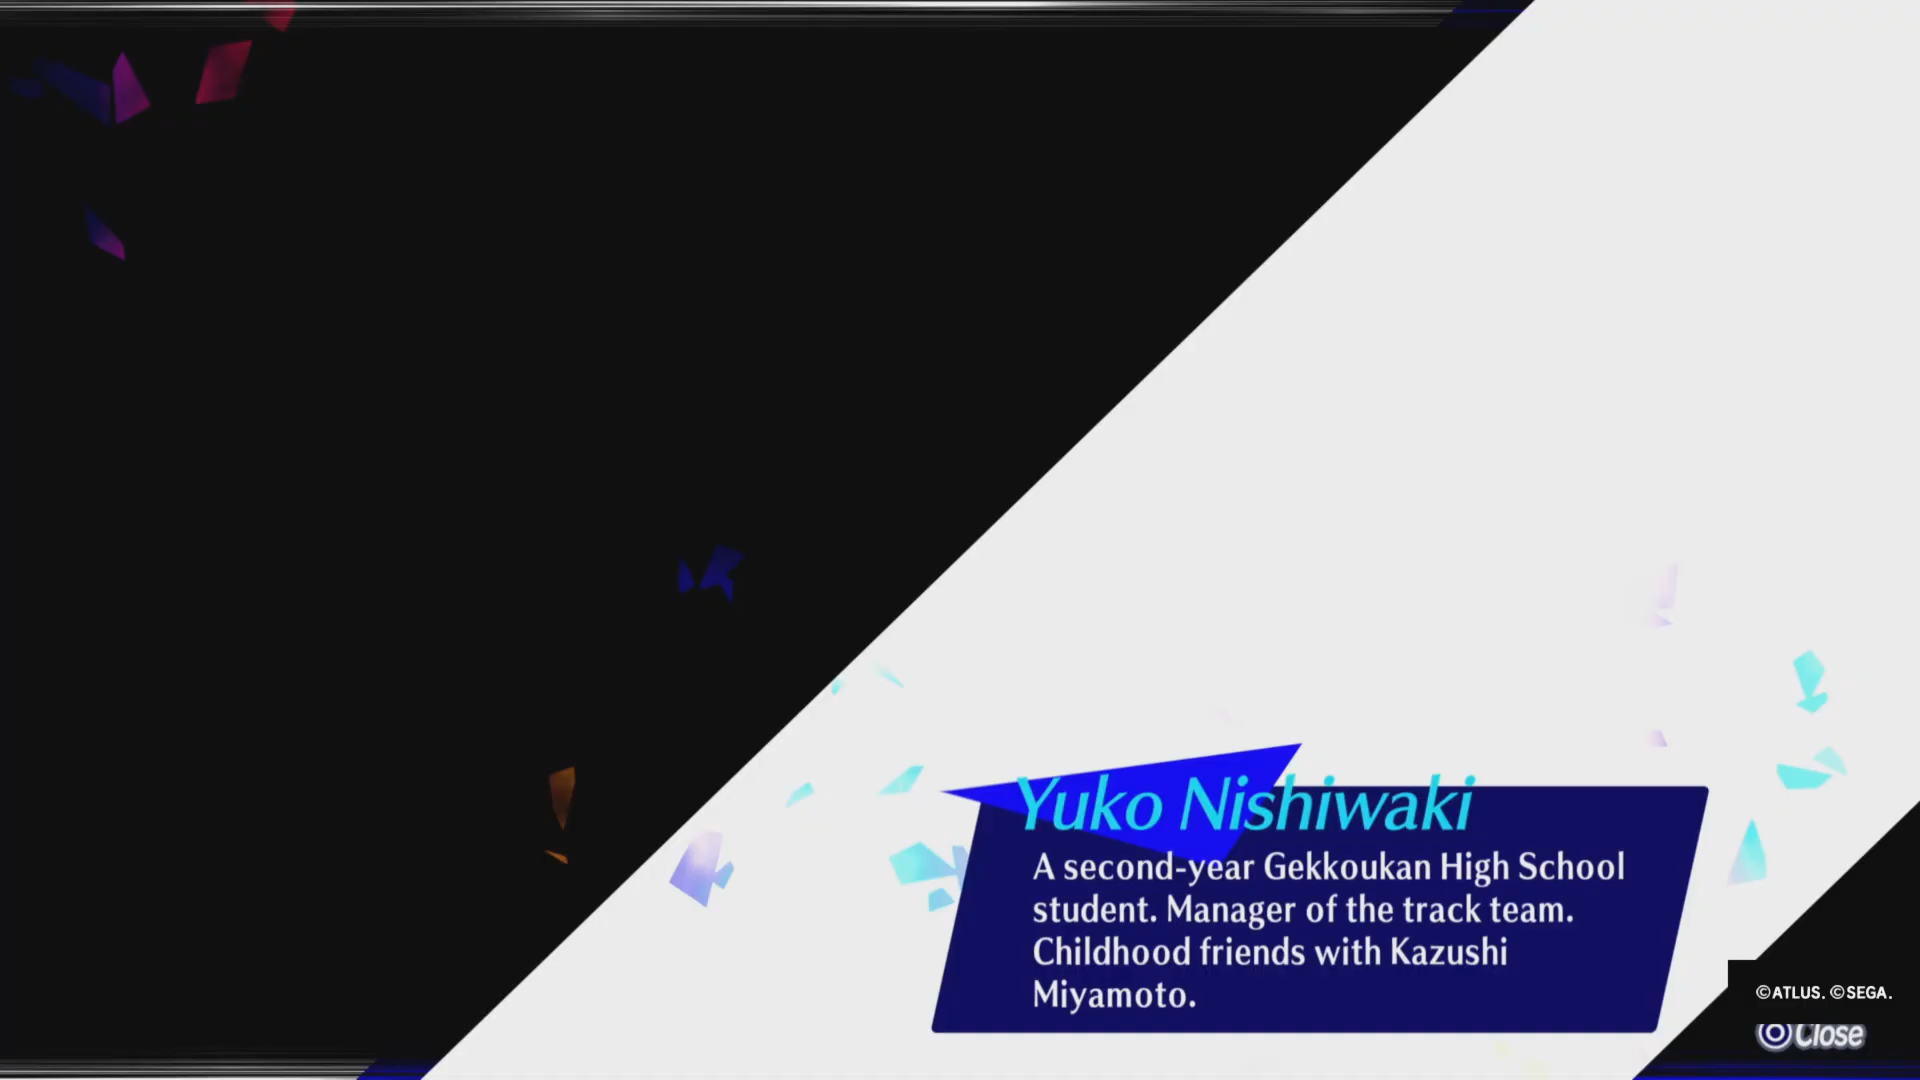 Yuko Nishiwaki
A second-year Gekkoukan High School
student. Manager of the track team.
Childhood friends with Kazushi
Miyamoto.
©ATLUS. ©SEGA.
Close